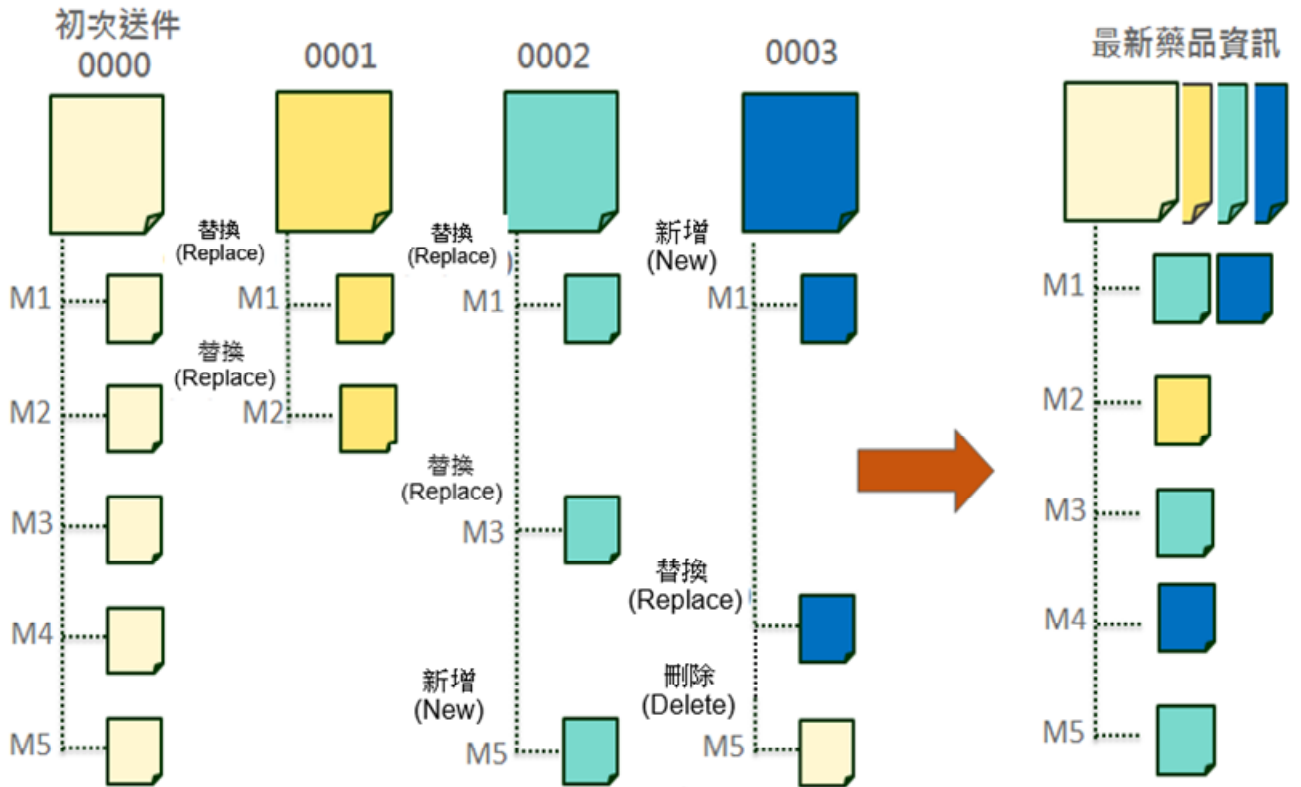 初次送件
0000
M1
M2
M3
M4
M5
0001
替換
(Replace)
M1
替換
(Replace)
M2
0002
替換
(Replace)
M1
替換
(Replace)
M3
新增
(New)
M5
0003
新增
(New)
M1
替換
(Replace)
刪除
(Delete)
M5
最新藥品資訊
M1
M2
M3
M4
M5